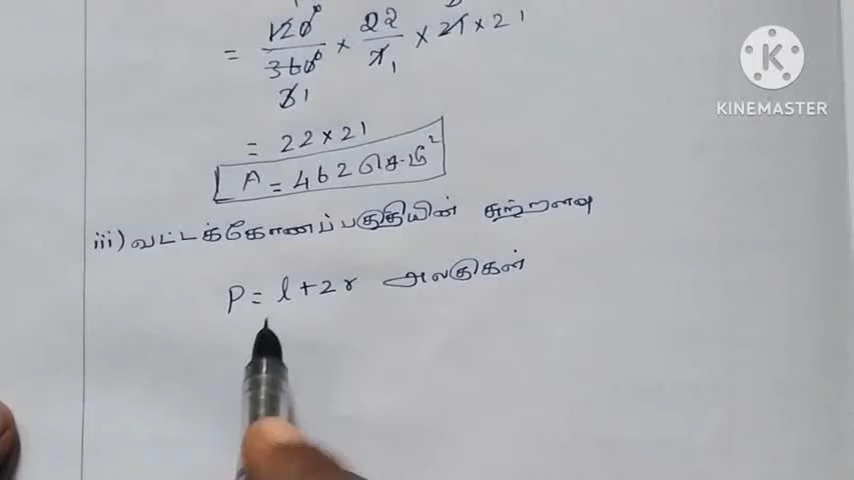 = 120/360 × 22/7 × 21 × 21
31
= 22×21
A = 462 செ.மீ²
iii) வட்டக்கோணப்பகுதியின் சுற்றளவு
P = l + 2r அலகுகள்
KINEMASTER